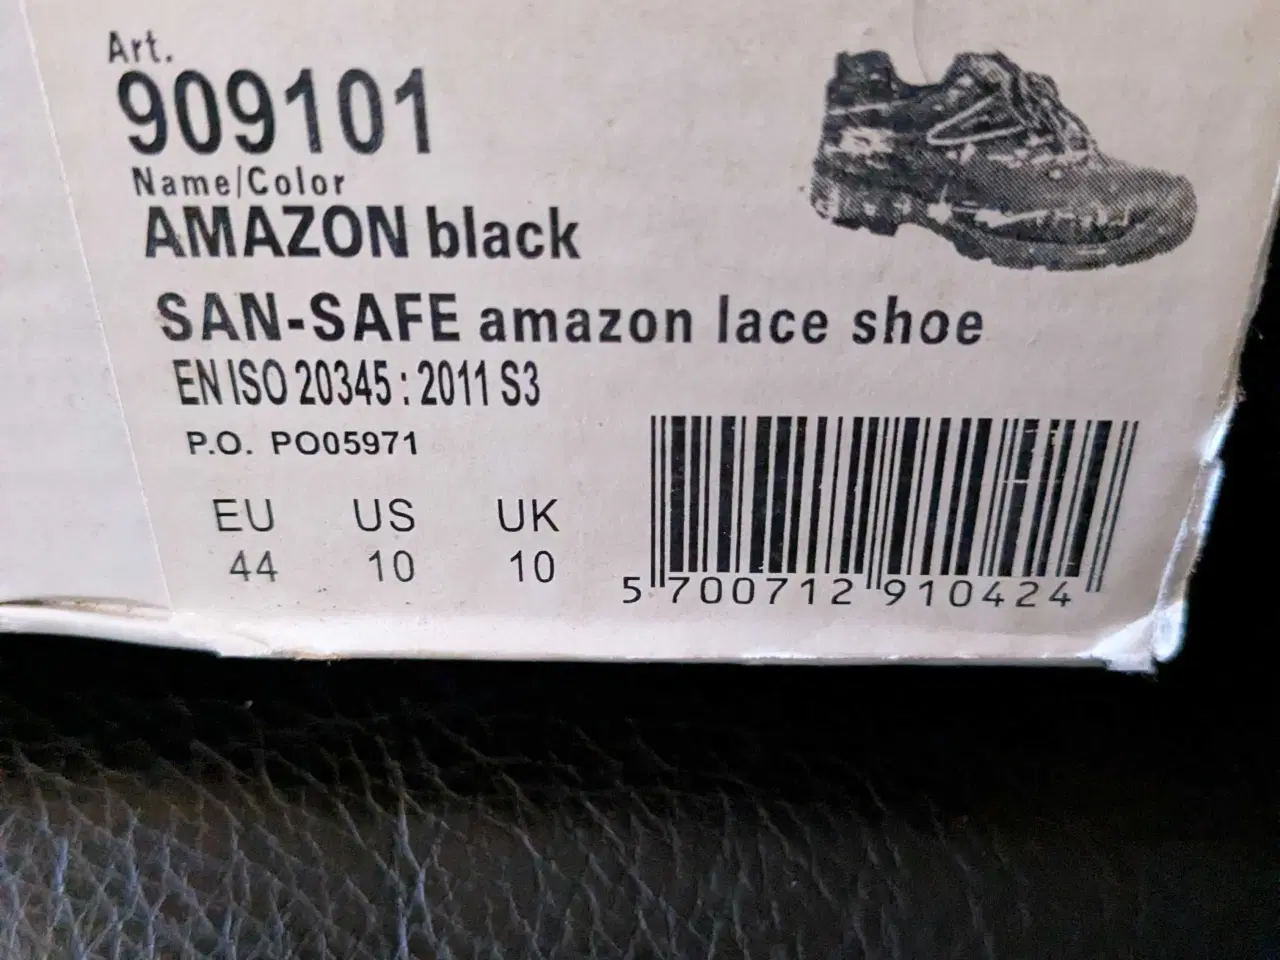 Art.
909101
Name/Color
AMAZON black
SAN-SAFE amazon lace shoe
EN ISO 20345 : 2011 S3
P.O. PO05971
EU US UK
44 10 10
5 700712 910424